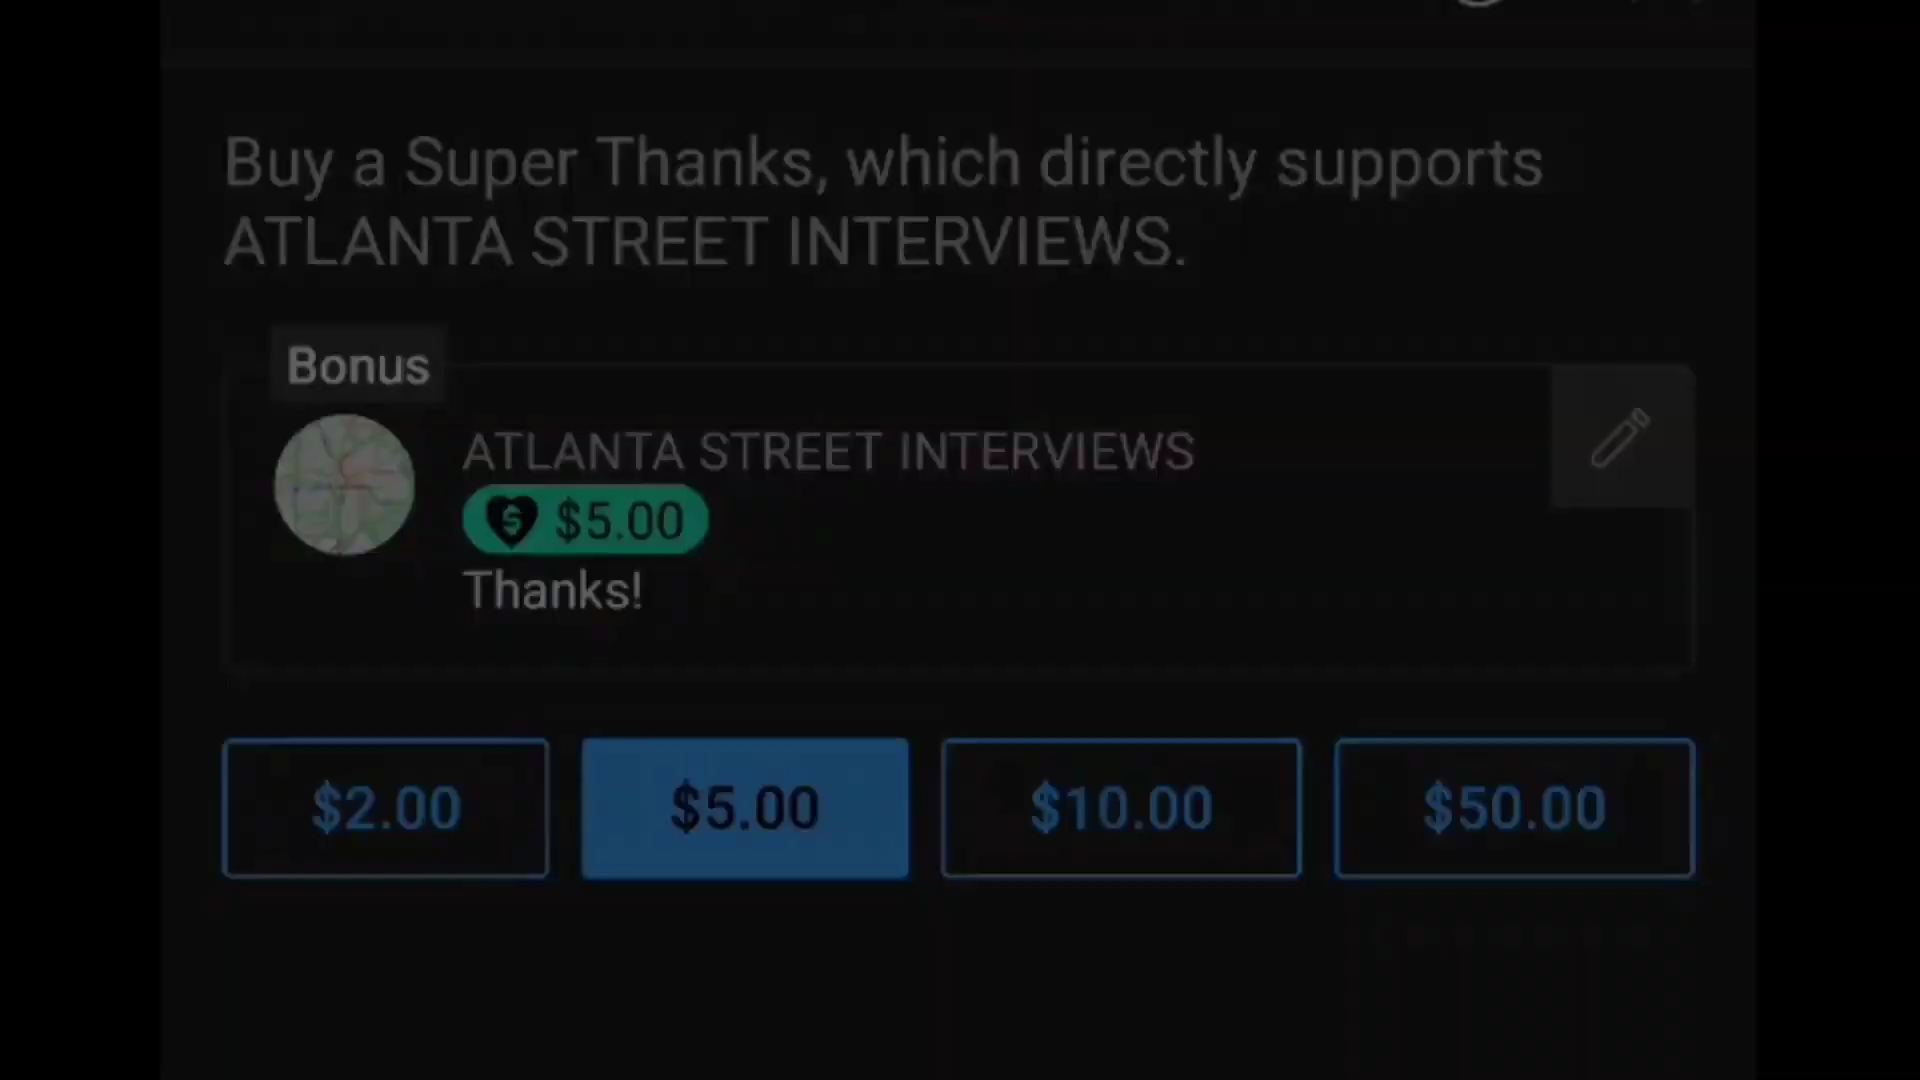 Buy a Super Thanks, which directly supports
ATLANTA STREET INTERVIEWS.
Bonus
ATLANTA STREET INTERVIEWS
$5.00
Thanks!
$2.00
$5.00
$10.00
$50.00